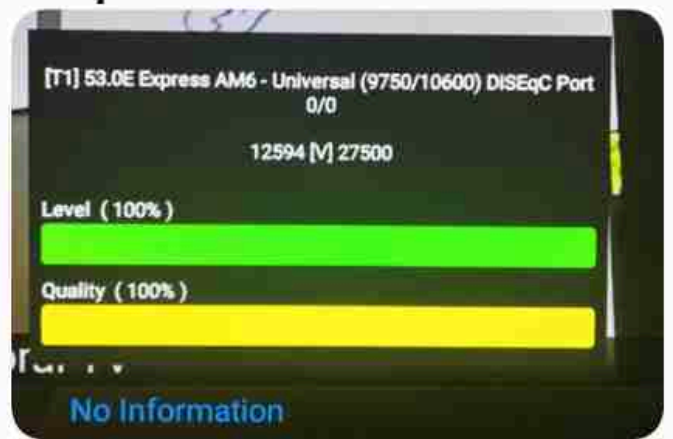 [T1] 53.0E Express AM6 - Universal (9750/10600) DISEqC Port
0/0
12594 [V] 27500
Level (100%)
Quality (100%)
No Information